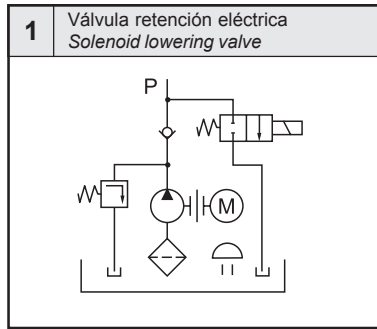 1
Válvula retención eléctrica
Solenoid lowering valve
P
M